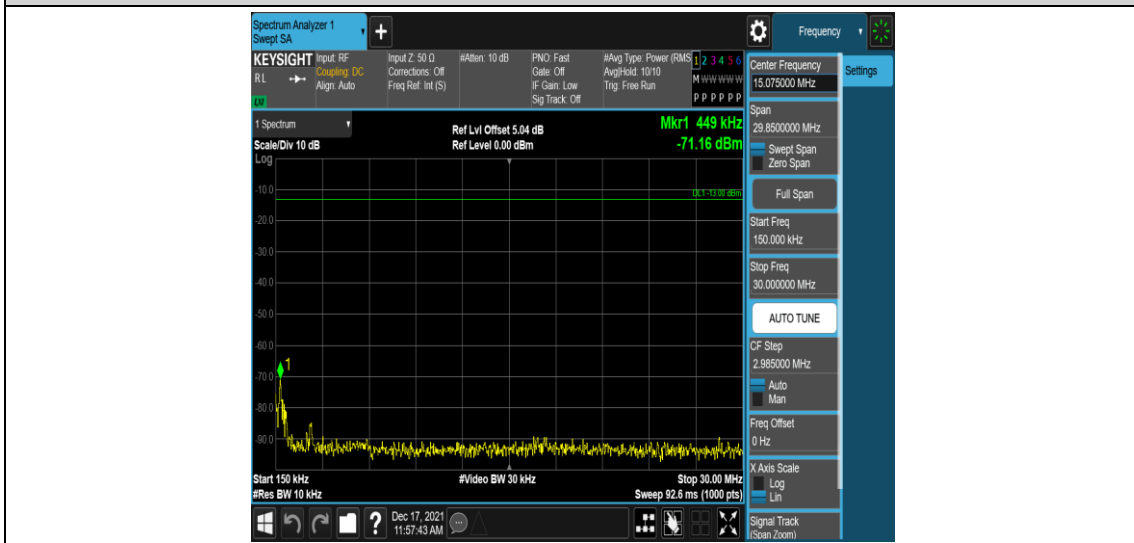 Spectrum Analyzer 1
Swept SA
+
Frequency
KEYSIGHT
RL
LXI
Input: RF
Coupling: DC
Align: Auto
Input Z: 50 Ω
Corrections: Off
Freq Ref: Int (S)
#Atten: 10 dB
PNO: Fast
Gate: Off
IF Gain: Low
Sig Track: Off
#Avg Type: Power (RMS
Avg|Hold: 10/10
Trig: Free Run
1 2 3 4 5 6
M W W W W W
P P P P P P
1 Spectrum
Scale/Div 10 dB
Ref Lvl Offset 5.04 dB
Ref Level 0.00 dBm
Mkr1 449 kHz
-71.16 dBm
Log
DL1 -13.00 dBm
-10.0
-20.0
-30.0
-40.0
-50.0
-60.0
-70.0
-80.0
-90.0
1
Start 150 kHz
#Res BW 10 kHz
#Video BW 30 kHz
Stop 30.00 MHz
Sweep 92.6 ms (1000 pts)
Center Frequency
15.075000 MHz
Settings
Span
29.8500000 MHz
Swept Span
Zero Span
Full Span
Start Freq
150.000 kHz
Stop Freq
30.000000 MHz
AUTO TUNE
CF Step
2.985000 MHz
Auto
Man
Freq Offset
0 Hz
X Axis Scale
Log
Lin
Signal Track
(Span Zoom)
?
Dec 17, 2021
11:57:43 AM